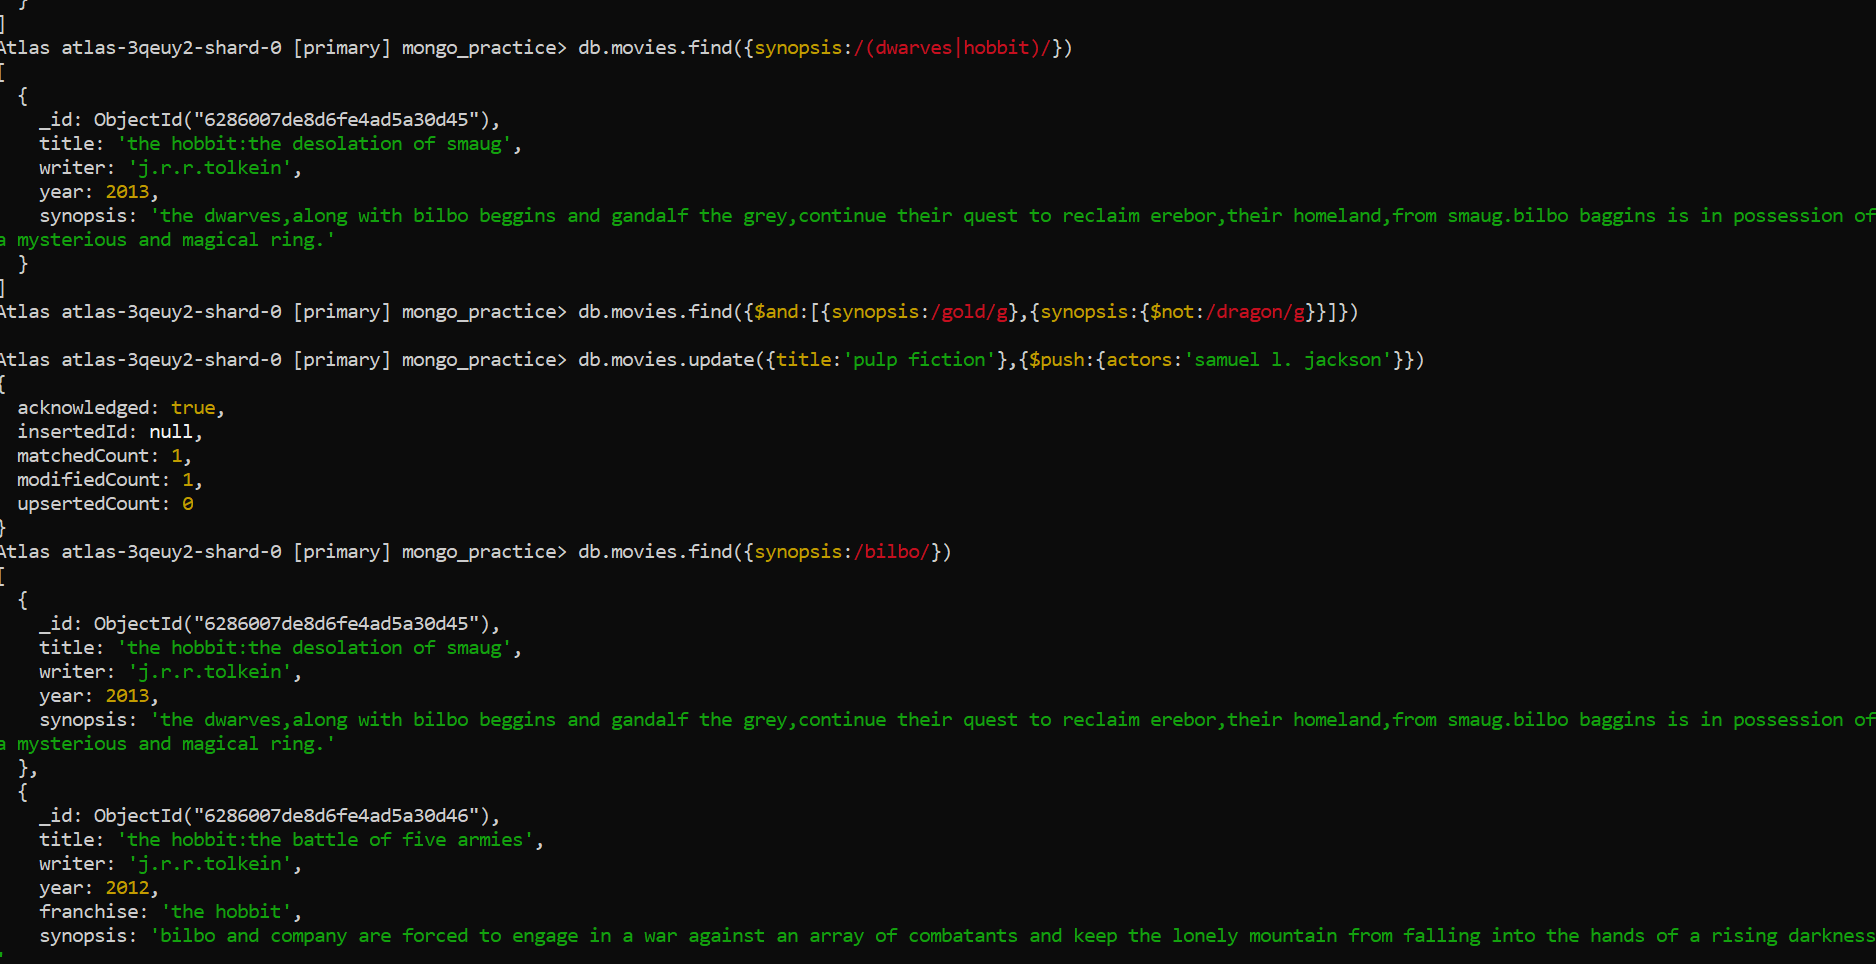 }
]
Atlas atlas-3qeuy2-shard-0 [primary] mongo_practice> db.movies.find({synopsis:/(dwarves|hobbit)/})
[
  {
    _id: ObjectId("6286007de8d6fe4ad5a30d45"),
    title: 'the hobbit:the desolation of smaug',
    writer: 'j.r.r.tolkein',
    year: 2013,
    synopsis: 'the dwarves,along with bilbo beggins and gandalf the grey,continue their quest to reclaim erebor,their homeland,from smaug.bilbo baggins is in possession of
a mysterious and magical ring.'
  }
]
Atlas atlas-3qeuy2-shard-0 [primary] mongo_practice> db.movies.find({$and:[{synopsis:/gold/g},{synopsis:{$not:/dragon/g}}]})
Atlas atlas-3qeuy2-shard-0 [primary] mongo_practice> db.movies.update({title:'pulp fiction'},{$push:{actors:'samuel l. jackson'}})
{
  acknowledged: true,
  insertedId: null,
  matchedCount: 1,
  modifiedCount: 1,
  upsertedCount: 0
}
Atlas atlas-3qeuy2-shard-0 [primary] mongo_practice> db.movies.find({synopsis:/bilbo/})
[
  {
    _id: ObjectId("6286007de8d6fe4ad5a30d45"),
    title: 'the hobbit:the desolation of smaug',
    writer: 'j.r.r.tolkein',
    year: 2013,
    synopsis: 'the dwarves,along with bilbo beggins and gandalf the grey,continue their quest to reclaim erebor,their homeland,from smaug.bilbo baggins is in possession of
a mysterious and magical ring.'
  },
  {
    _id: ObjectId("6286007de8d6fe4ad5a30d46"),
    title: 'the hobbit:the battle of five armies',
    writer: 'j.r.r.tolkein',
    year: 2012,
    franchise: 'the hobbit',
    synopsis: 'bilbo and company are forced to engage in a war against an array of combatants and keep the lonely mountain from falling into the hands of a rising darkness
'